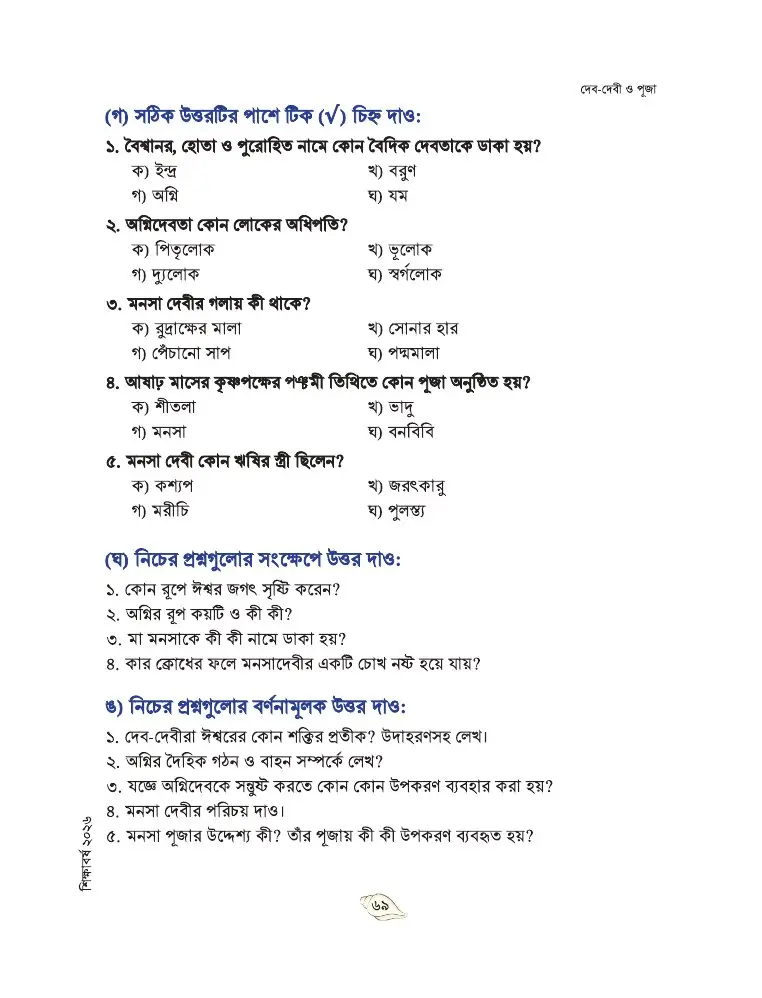 দেব-দেবী ও পূজা
(গ) সঠিক উত্তরটির পাশে টিক (√) চিহ্ন দাও:
১. বৈশ্বানর, হোতা ও পুরোহিত নামে কোন বৈদিক দেবতাকে ডাকা হয়?
ক) ইন্দ্র খ) বরুণ
গ) অগ্নি ঘ) যম
২. অগ্নিদেবতা কোন লোকের অধিপতি?
ক) পিতৃলোক খ) ভূলোক
গ) দ্যুলোক ঘ) স্বর্গলোক
৩. মনসা দেবীর গলায় কী থাকে?
ক) রুদ্রাক্ষের মালা খ) সোনার হার
গ) পেঁচানো সাপ ঘ) পদ্মমালা
৪. আষাঢ় মাসের কৃষ্ণপক্ষের পঞ্চমী তিথিতে কোন পূজা অনুষ্ঠিত হয়?
ক) শীতলা খ) ভাদু
গ) মনসা ঘ) বনবিবি
৫. মনসা দেবী কোন ঋষির স্ত্রী ছিলেন?
ক) কশ্যপ খ) জরৎকারু
গ) মরীচি ঘ) পুলস্ত্য
(ঘ) নিচের প্রশ্নগুলোর সংক্ষেপে উত্তর দাও:
১. কোন রূপে ঈশ্বর জগৎ সৃষ্টি করেন?
২. অগ্নির রূপ কয়টি ও কী কী?
৩. মা মনসাকে কী কী নামে ডাকা হয়?
৪. কার ক্রোধের ফলে মনসাদেবীর একটি চোখ নষ্ট হয়ে যায়?
ঙ) নিচের প্রশ্নগুলোর বর্ণনামূলক উত্তর দাও:
১. দেব-দেবীরা ঈশ্বরের কোন শক্তির প্রতীক? উদাহরণসহ লেখ।
২. অগ্নির দৈহিক গঠন ও বাহন সম্পর্কে লেখ?
৩. যজ্ঞে অগ্নিদেবকে সন্তুষ্ট করতে কোন কোন উপকরণ ব্যবহার করা হয়?
৪. মনসা দেবীর পরিচয় দাও।
৫. মনসা পূজার উদ্দেশ্য কী? তাঁর পূজায় কী কী উপকরণ ব্যবহৃত হয়?
শিক্ষাবর্ষ ২০২৬
৬৯